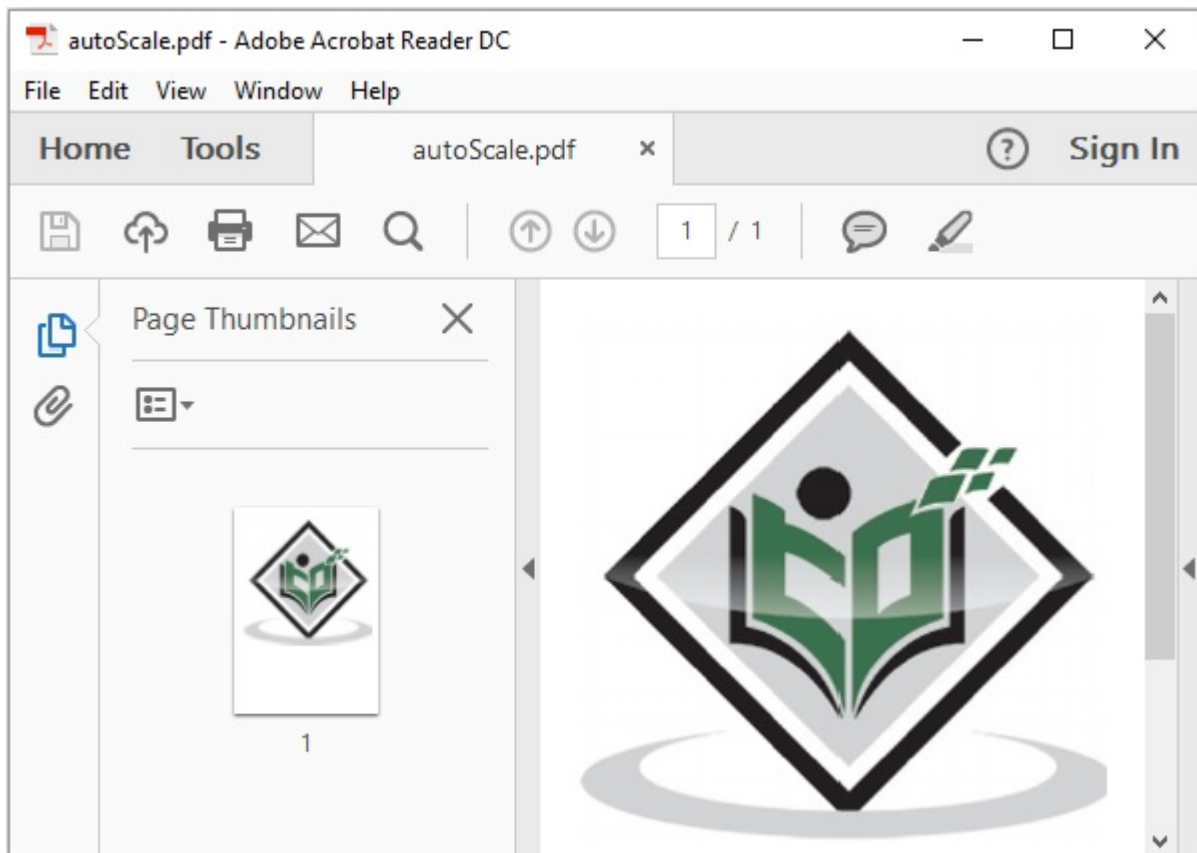 autoScale.pdf - Adobe Acrobat Reader DC
File Edit View Window Help
Home Tools autoScale.pdf × ? Sign In
1 / 1
Page Thumbnails
1